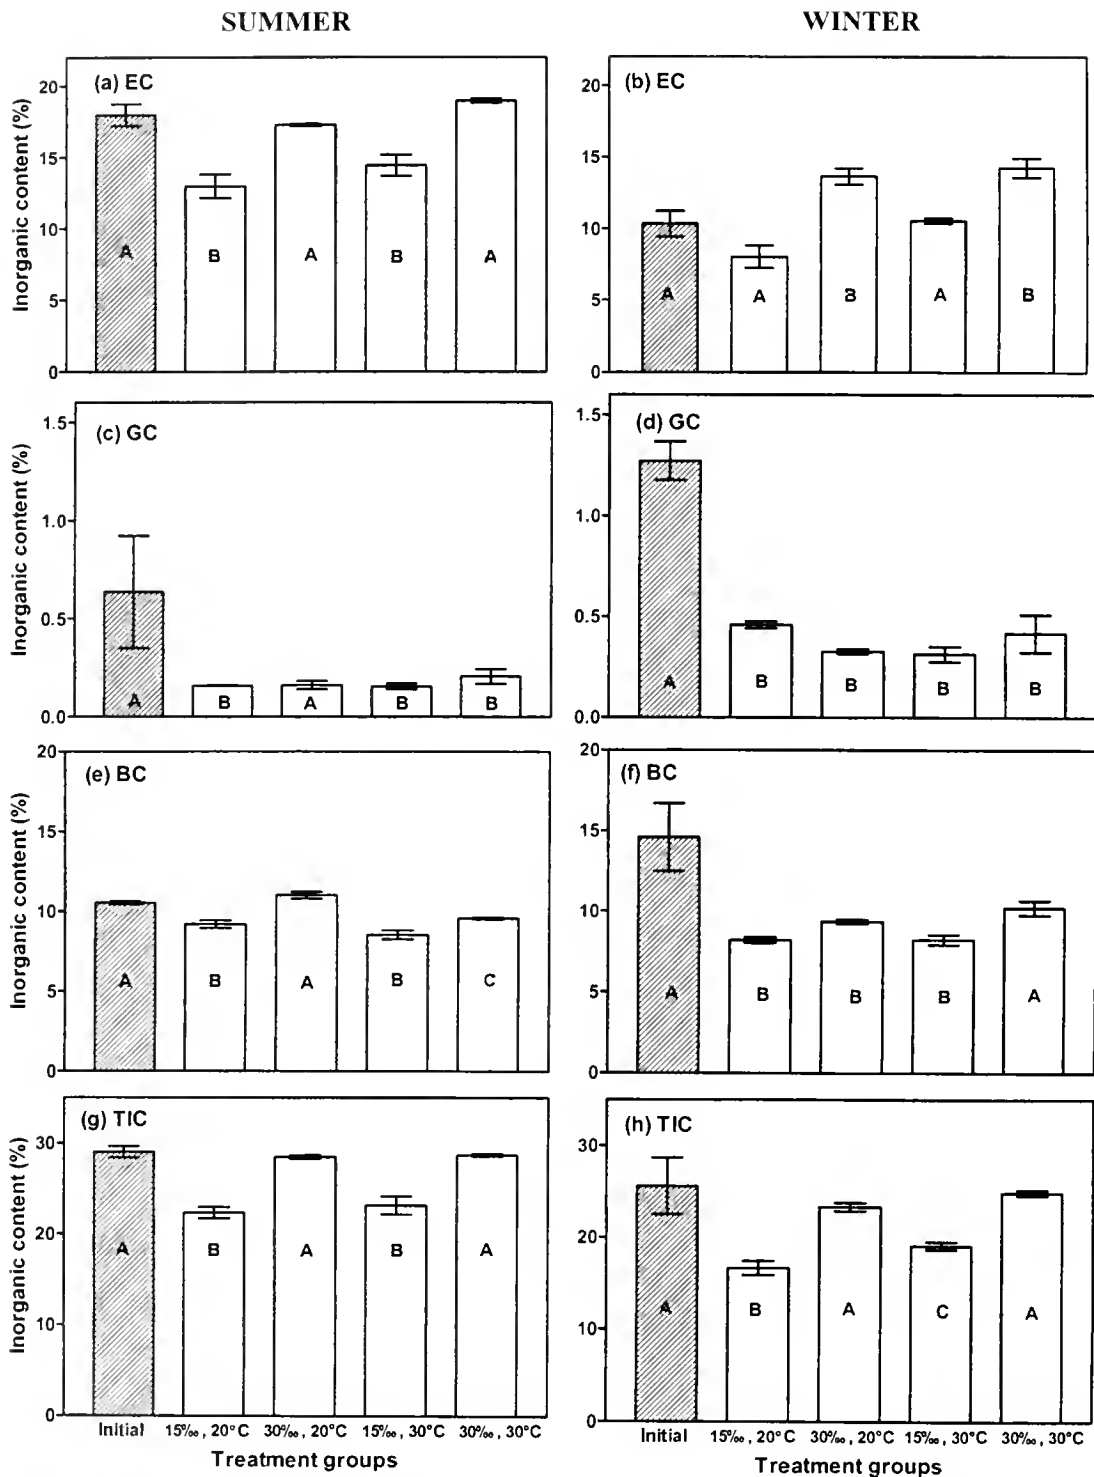 SUMMER
WINTER
(a) EC
Inorganic content (%)
20
15
10
5
0
A
B
A
B
A
(b) EC
20
15
10
5
0
A
A
B
A
B
(c) GC
Inorganic content (%)
1.5
1.0
0.5
0.0
A
B
A
B
B
(d) GC
1.5
1.0
0.5
0.0
A
B
B
B
B
(e) BC
Inorganic content (%)
20
15
10
5
0
A
B
A
B
C
(f) BC
20
15
10
5
0
A
B
B
B
A
(g) TIC
Inorganic content (%)
30
20
10
0
A
B
A
B
A
Initial 15‰, 20°C 30‰, 20°C 15‰, 30°C 30‰, 30°C
Treatment groups
(h) TIC
30
20
10
0
A
B
A
C
A
Initial 15‰, 20°C 30‰, 20°C 15‰, 30°C 30‰, 30°C
Treatment groups